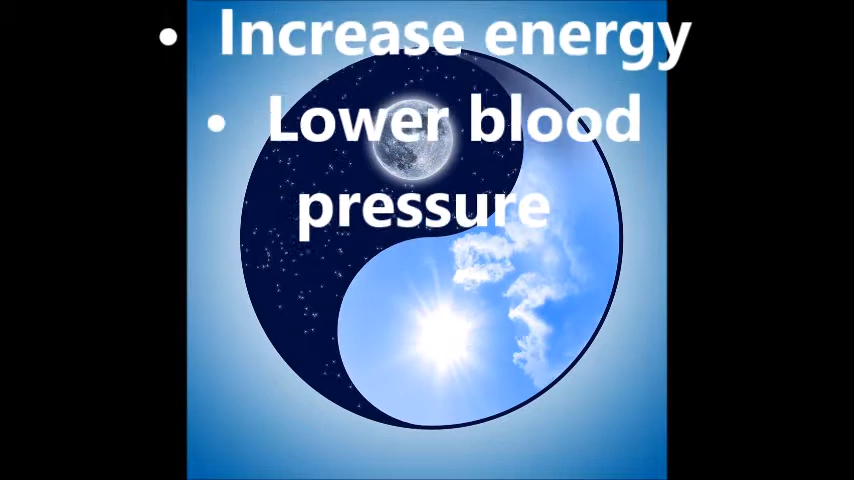 • Increase energy
• Lower blood
pressure